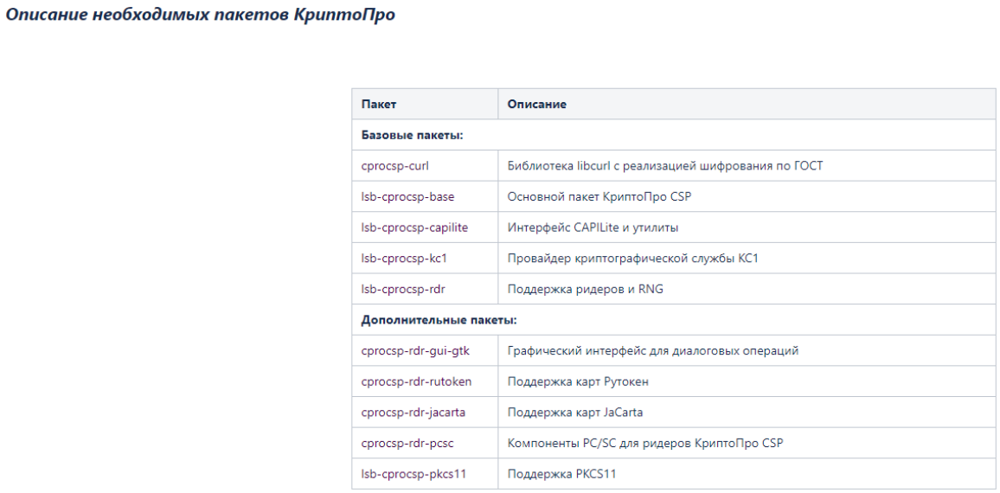 Описание необходимых пакетов КриптоПро
Пакет Описание
Базовые пакеты:
cprocsp-curl Библиотека libcurl с реализацией шифрования по ГОСТ
lsb-cprocsp-base Основной пакет КриптоПро CSP
lsb-cprocsp-capilite Интерфейс CAPILite и утилиты
lsb-cprocsp-kc1 Провайдер криптографической службы KC1
lsb-cprocsp-rdr Поддержка ридеров и RNG
Дополнительные пакеты:
cprocsp-rdr-gui-gtk Графический интерфейс для диалоговых операций
cprocsp-rdr-rutoken Поддержка карт Рутокен
cprocsp-rdr-jacarta Поддержка карт JaCarta
cprocsp-rdr-pcsc Компоненты PC/SC для ридеров КриптоПро CSP
lsb-cprocsp-pkcs11 Поддержка PKCS11